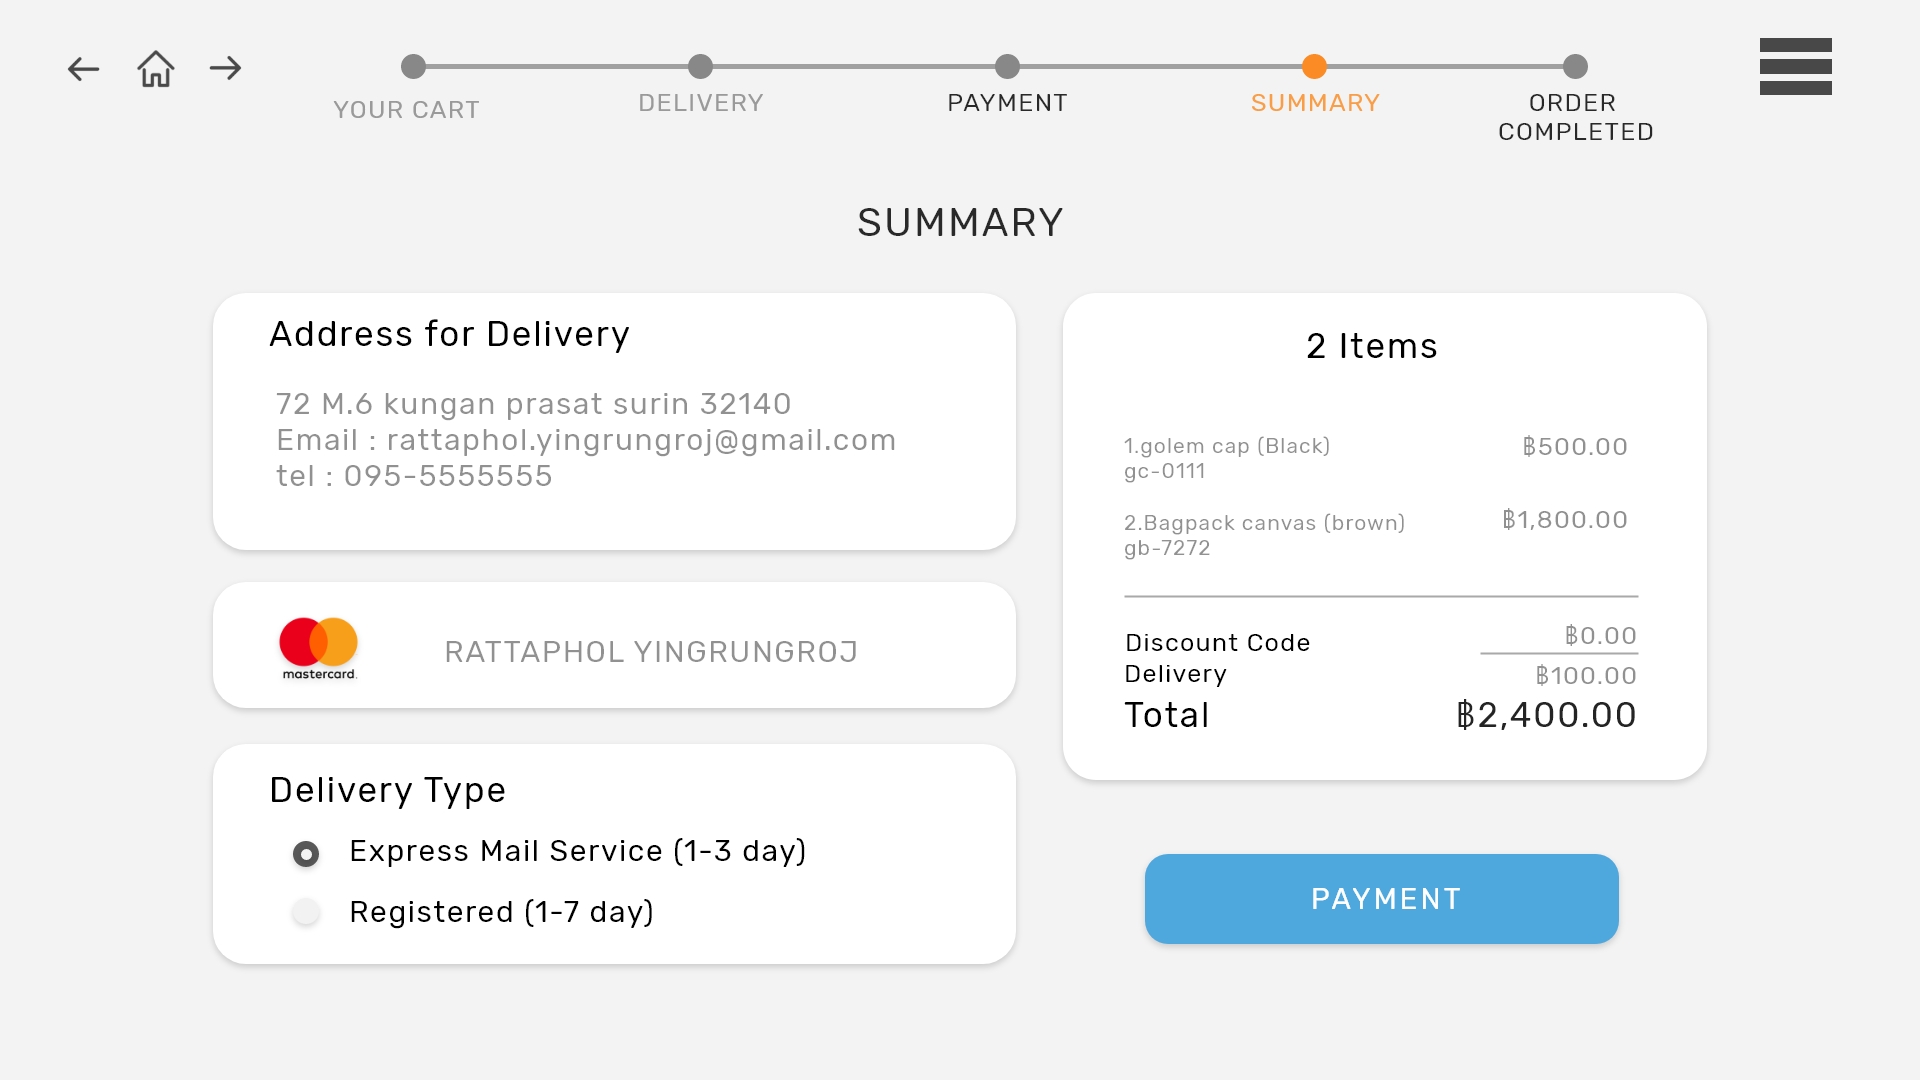 YOUR CART
DELIVERY
PAYMENT
SUMMARY
ORDER
COMPLETED
SUMMARY
Address for Delivery
72 M.6 kungan prasat surin 32140
Email : rattaphol.yingrungroj@gmail.com
tel : 095-5555555
mastercard.
RATTAPHOL YINGRUNGROJ
Delivery Type
Express Mail Service (1-3 day)
Registered (1-7 day)
2 Items
1.golem cap (Black) ฿500.00
gc-0111
2.Bagpack canvas (brown) ฿1,800.00
gb-7272
Discount Code ฿0.00
Delivery ฿100.00
Total ฿2,400.00
PAYMENT